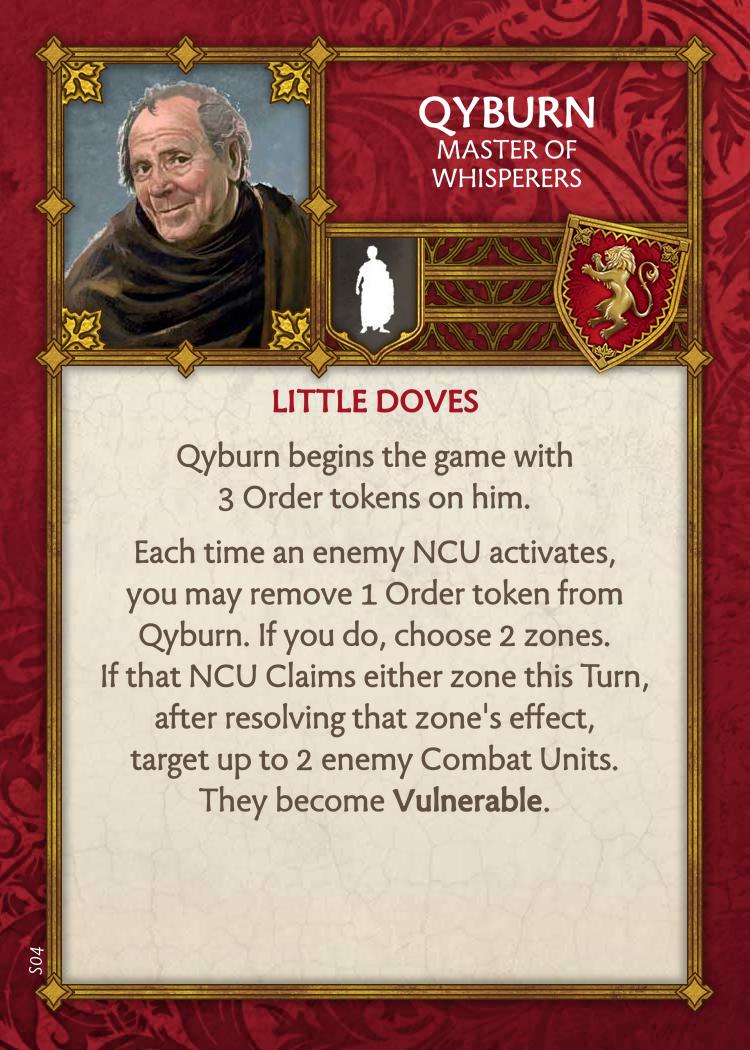 QYBURN
MASTER OF
WHISPERERS
LITTLE DOVES
Qyburn begins the game with
3 Order tokens on him.
Each time an enemy NCU activates,
you may remove 1 Order token from
Qyburn. If you do, choose 2 zones.
If that NCU Claims either zone this Turn,
after resolving that zone's effect,
target up to 2 enemy Combat Units.
They become Vulnerable.
S04